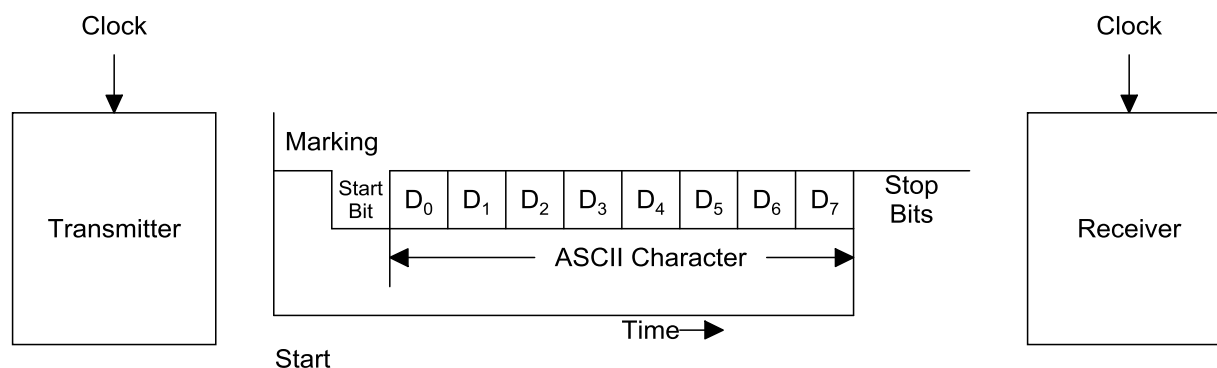 Clock
Clock
Marking
Start
Bit
D₀ D₁ D₂ D₃ D₄ D₅ D₆ D₇
Stop
Bits
Transmitter
Receiver
ASCII Character
Time
Start